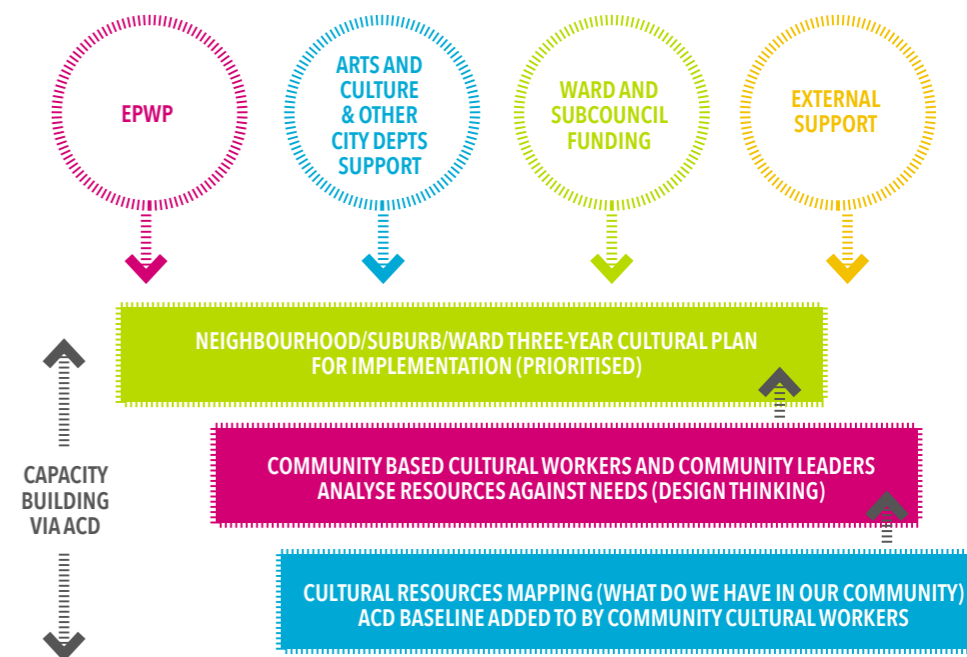 EPWP
ARTS AND
CULTURE
& OTHER
CITY DEPTS
SUPPORT
WARD AND
SUBCOUNCIL
FUNDING
EXTERNAL
SUPPORT
NEIGHBOURHOOD/SUBURB/WARD THREE-YEAR CULTURAL PLAN
FOR IMPLEMENTATION (PRIORITISED)
COMMUNITY BASED CULTURAL WORKERS AND COMMUNITY LEADERS
ANALYSE RESOURCES AGAINST NEEDS (DESIGN THINKING)
CAPACITY
BUILDING
VIA ACD
CULTURAL RESOURCES MAPPING (WHAT DO WE HAVE IN OUR COMMUNITY)
ACD BASELINE ADDED TO BY COMMUNITY CULTURAL WORKERS